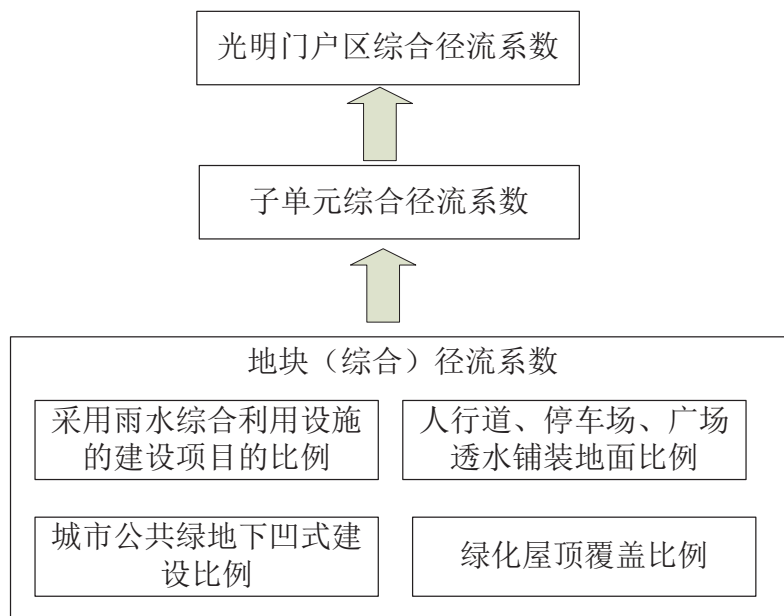 光明门户区综合径流系数
子单元综合径流系数
地块（综合）径流系数
采用雨水综合利用设施
的建设项目的比例
人行道、停车场、广场
透水铺装地面比例
城市公共绿地下凹式建
设比例
绿化屋顶覆盖比例